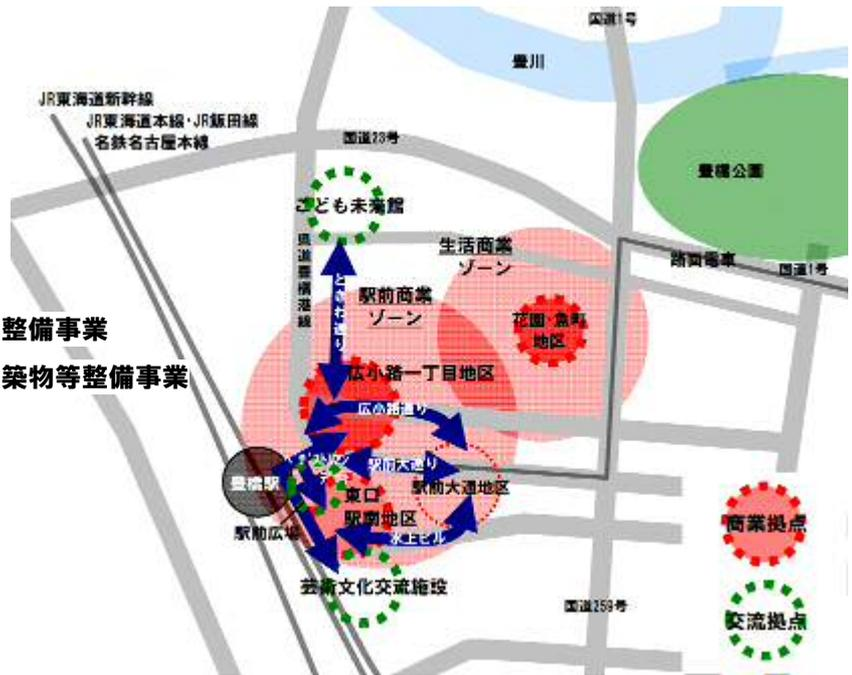 国道1号
豊川
JR東海道新幹線
JR東海道本線・JR飯田線
名鉄名古屋本線
国道23号
豊橋公園
こども未来館
県道豊橋港線
生活商業
ゾーン
路面電車
国道1号
ときわ通り
駅前商業
ゾーン
花園・魚町
地区
整備事業
築物等整備事業
広小路一丁目地区
広小路通り
駅前大通り
豊橋駅
東口
駅南地区
駅前大通地区
駅前広場
水上ビル
商業拠点
芸術文化交流施設
国道259号
交流拠点